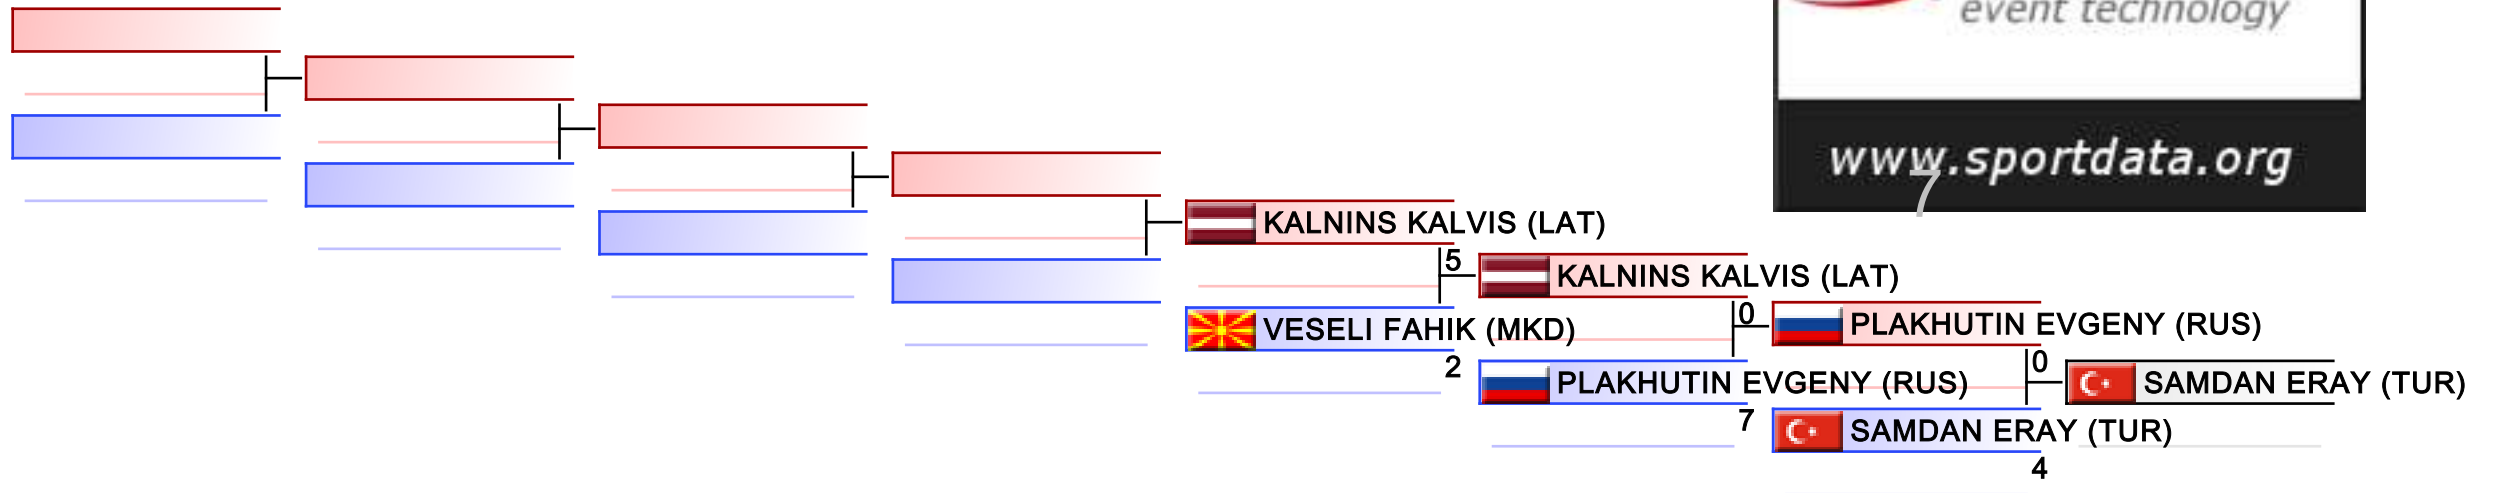 event technology
www.sportdata.org
7
KALNINS KALVIS (LAT)
5
KALNINS KALVIS (LAT)
VESELI FAHIK (MKD)
0
PLAKHUTIN EVGENY (RUS)
2
PLAKHUTIN EVGENY (RUS)
0
SAMDAN ERAY (TUR)
7
SAMDAN ERAY (TUR)
4